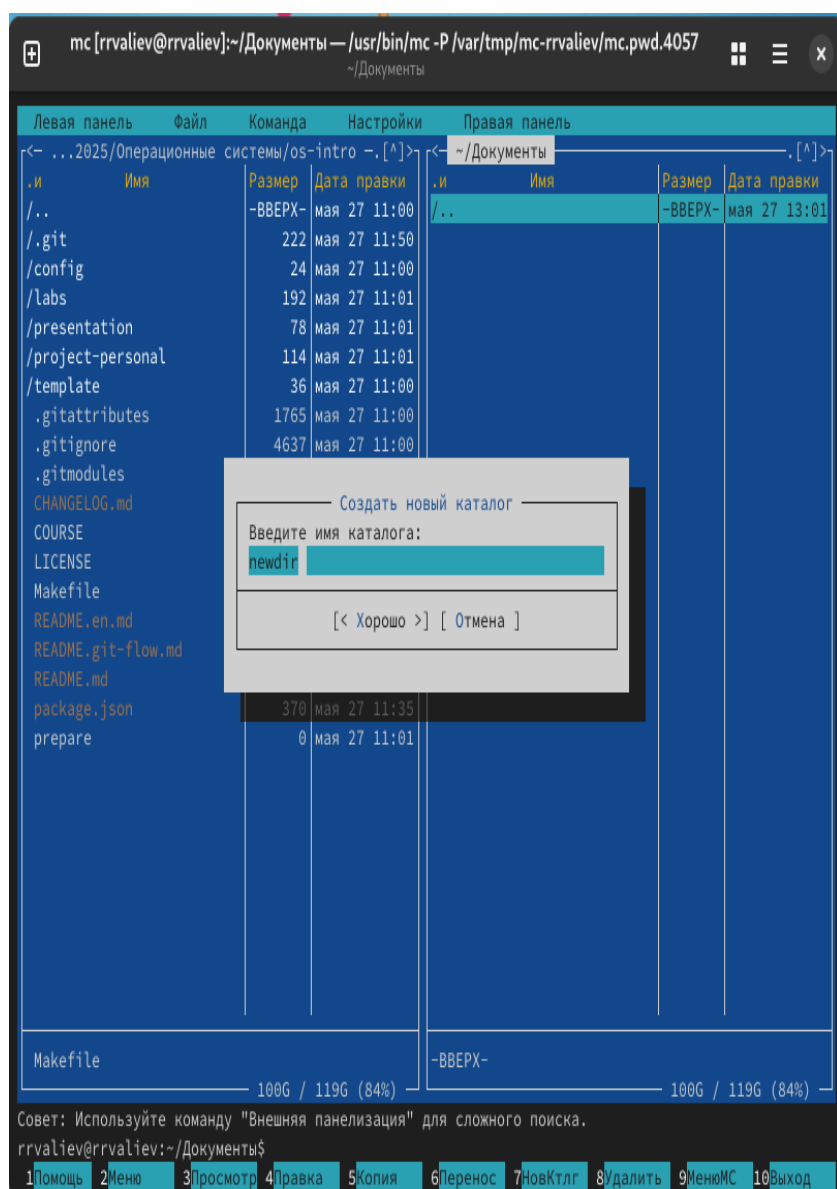 mc [rrvaliev@rrvaliev]:~/Документы — /usr/bin/mc -P /var/tmp/mc-rrvaliev/mc.pwd.4057
~/Документы
Левая панель Файл Команда Настройки Правая панель
<— ...2025/Операционные системы/os-intro —.[^]> <— ~/Документы —.[^]>
.и Имя Размер Дата правки .и Имя Размер Дата правки
/.. -ВВЕРХ- мая 27 11:00 /.. -ВВЕРХ- мая 27 13:01
/.git 222 мая 27 11:50
/config 24 мая 27 11:00
/labs 192 мая 27 11:01
/presentation 78 мая 27 11:01
/project-personal 114 мая 27 11:01
/template 36 мая 27 11:00
.gitattributes 1765 мая 27 11:00
.gitignore 4637 мая 27 11:00
.gitmodules
CHANGELOG.md Создать новый каталог
COURSE Введите имя каталога:
LICENSE newdir
Makefile
README.en.md [< Хорошо >] [ Отмена ]
README.git-flow.md
README.md
package.json 370 мая 27 11:35
prepare 0 мая 27 11:01
Makefile -ВВЕРХ-
100G / 119G (84%) 100G / 119G (84%)
Совет: Используйте команду "Внешняя панелизация" для сложного поиска.
rrvaliev@rrvaliev:~/Документы$
1Помощь 2Меню 3Просмотр 4Правка 5Копия 6Перенос 7НовКтлг 8Удалить 9МенюMC 10Выход